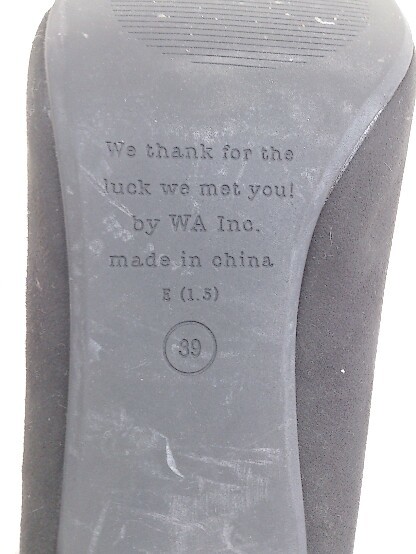 We thank for the
luck we met you!
by WA Inc.
made in china
E (1.5)
39